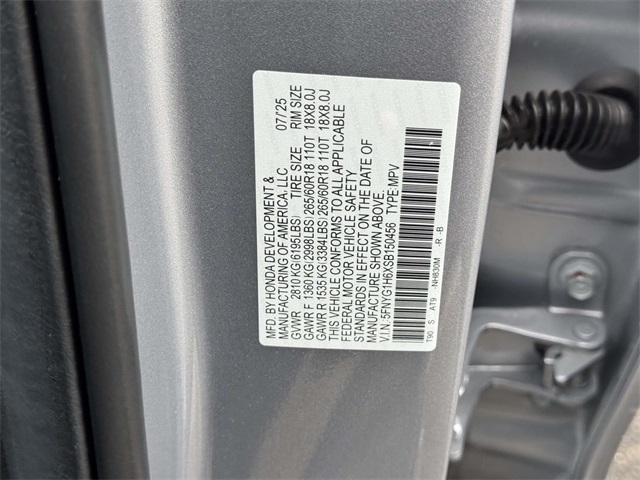 MFD. BY HONDA DEVELOPMENT &
MANUFACTURING OF AMERICA, LLC 07/25
GVWR 2810 KG(6195LBS) TIRE SIZE RIM SIZE
GAWR F 1360 KG(2998LBS) 265/60R18 110T 18X8.0J
GAWR R 1535 KG(3384LBS) 265/60R18 110T 18X8.0J
THIS VEHICLE CONFORMS TO ALL APPLICABLE
FEDERAL MOTOR VEHICLE SAFETY
STANDARDS IN EFFECT ON THE DATE OF
MANUFACTURE SHOWN ABOVE.
V.I.N.: 5FNYG1H6XSB150456 TYPE:MPV
T90 S AT9 -NH830M -R -B